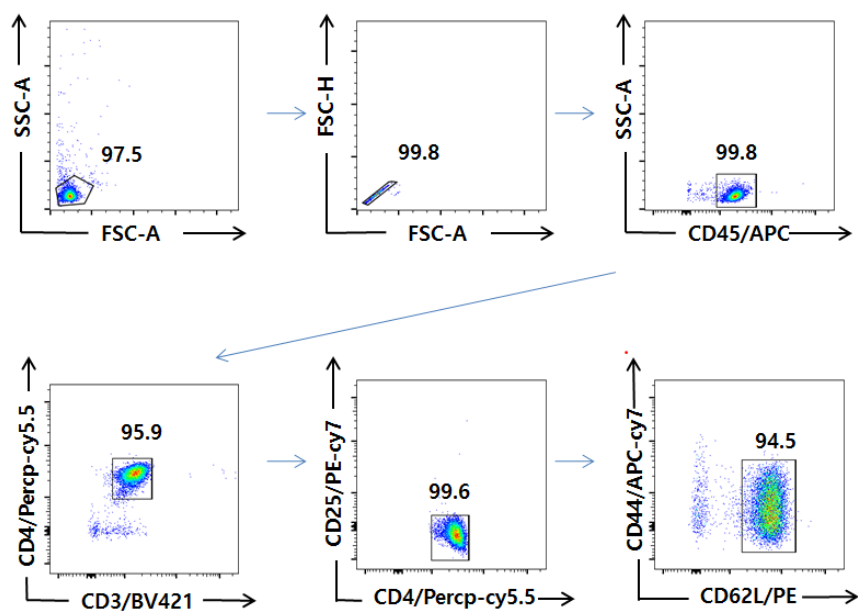 SSC-A
97.5
FSC-A
FSC-H
99.8
FSC-A
SSC-A
99.8
CD45/APC
CD4/Percp-cy5.5
95.9
CD3/BV421
CD25/PE-cy7
99.6
CD4/Percp-cy5.5
CD44/APC-cy7
94.5
CD62L/PE